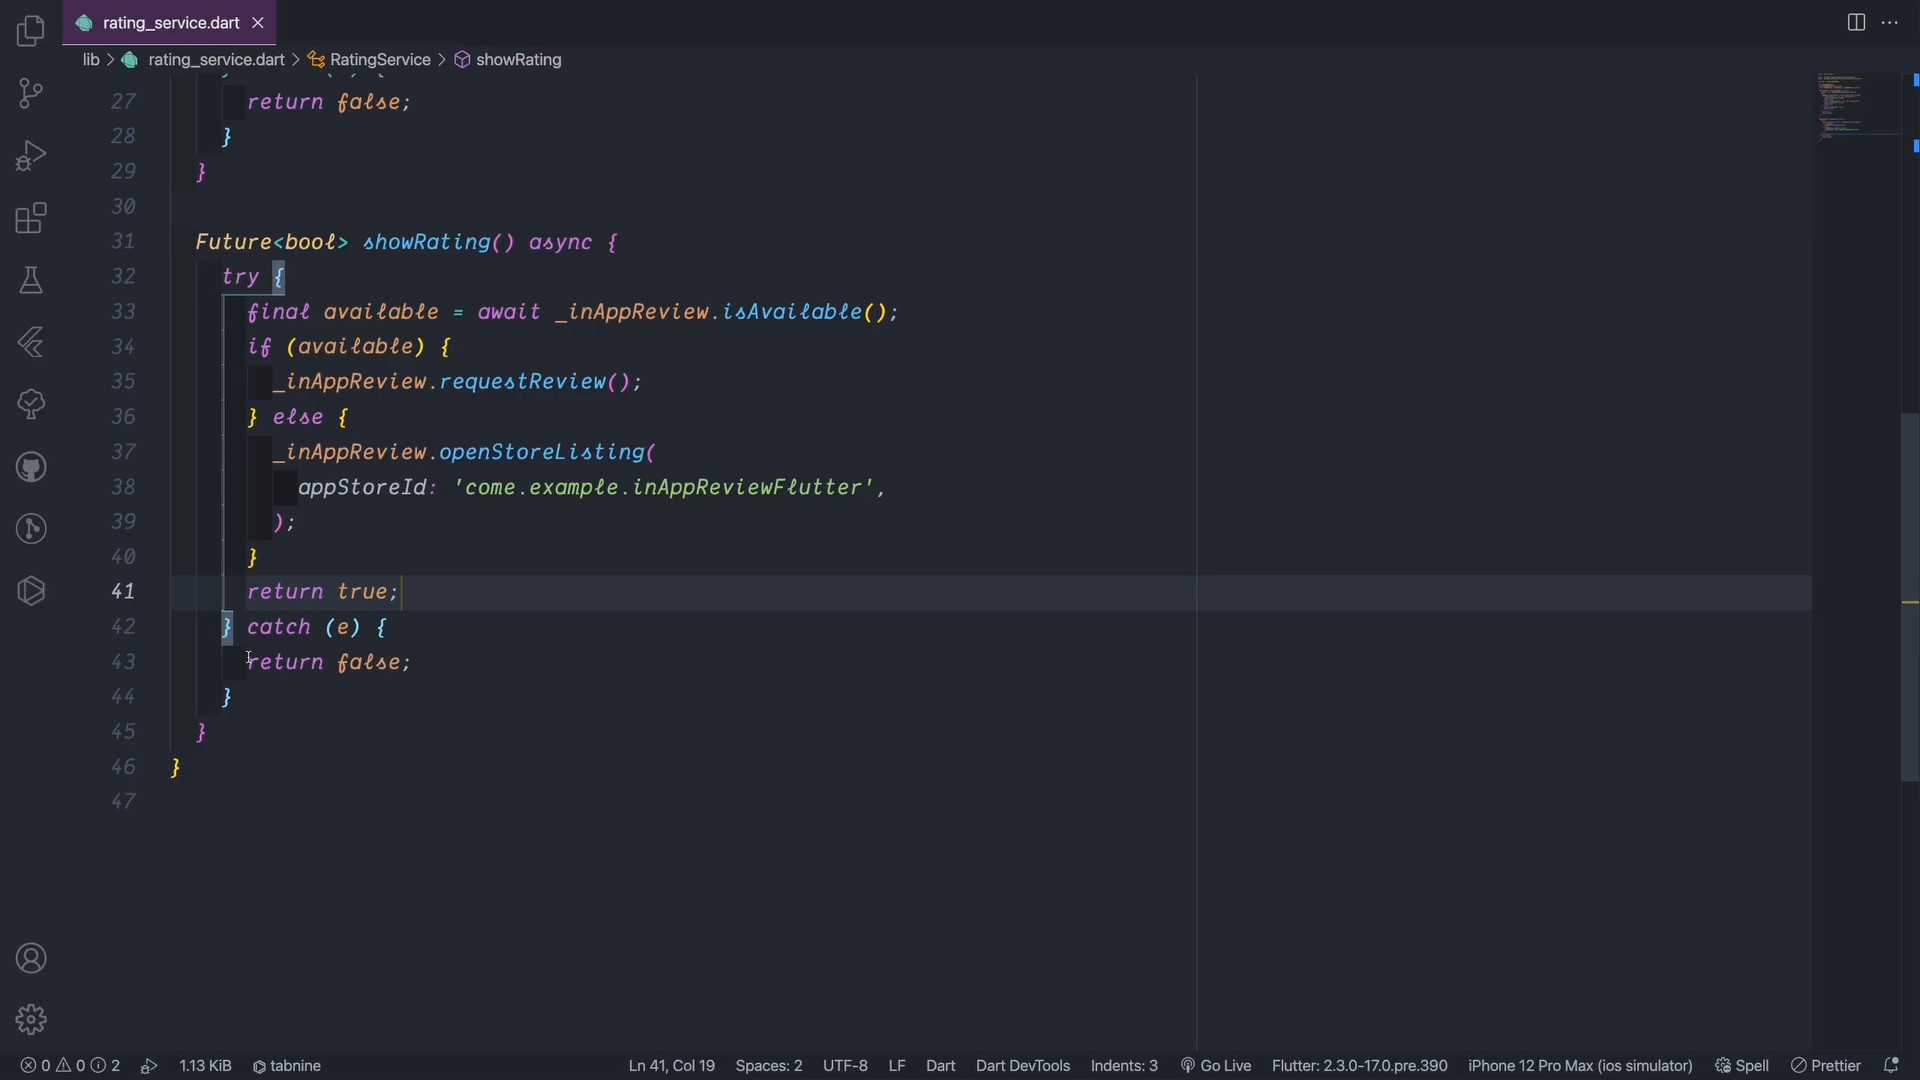 rating_service.dart
lib > rating_service.dart > RatingService > showRating
27 return false;
28 }
29 }
30
31 Future<bool> showRating() async {
32 try {
33 final available = await _inAppReview.isAvailable();
34 if (available) {
35 _inAppReview.requestReview();
36 } else {
37 _inAppReview.openStoreListing(
38 appStoreId: 'come.example.inAppReviewFlutter',
39 );
40 }
41 return true;
42 } catch (e) {
43 return false;
44 }
45 }
46 }
47
0 0 2 1.13 KiB tabnine Ln 41, Col 19 Spaces: 2 UTF-8 LF Dart Dart DevTools Indents: 3 Go Live Flutter: 2.3.0-17.0.pre.390 iPhone 12 Pro Max (ios simulator) Spell Prettier